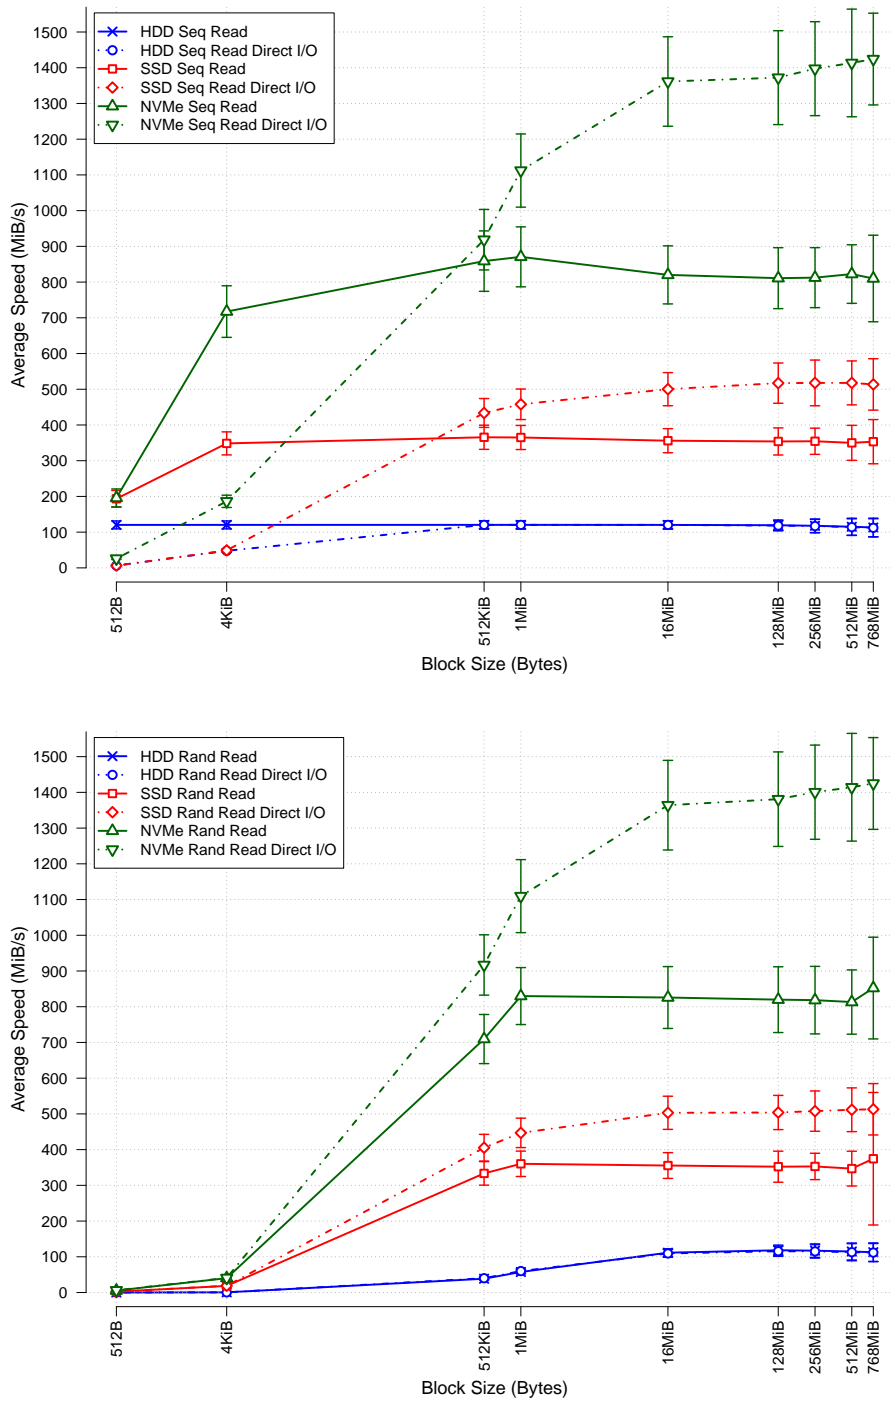 1500
1400
1300
1200
1100
1000
900
800
700
600
500
400
300
200
100
0
Average Speed (MiB/s)
HDD Seq Read
HDD Seq Read Direct I/O
SSD Seq Read
SSD Seq Read Direct I/O
NVMe Seq Read
NVMe Seq Read Direct I/O
512B
4KiB
512KiB
1MiB
16MiB
128MiB
256MiB
512MiB
768MiB
Block Size (Bytes)
1500
1400
1300
1200
1100
1000
900
800
700
600
500
400
300
200
100
0
Average Speed (MiB/s)
HDD Rand Read
HDD Rand Read Direct I/O
SSD Rand Read
SSD Rand Read Direct I/O
NVMe Rand Read
NVMe Rand Read Direct I/O
512B
4KiB
512KiB
1MiB
16MiB
128MiB
256MiB
512MiB
768MiB
Block Size (Bytes)